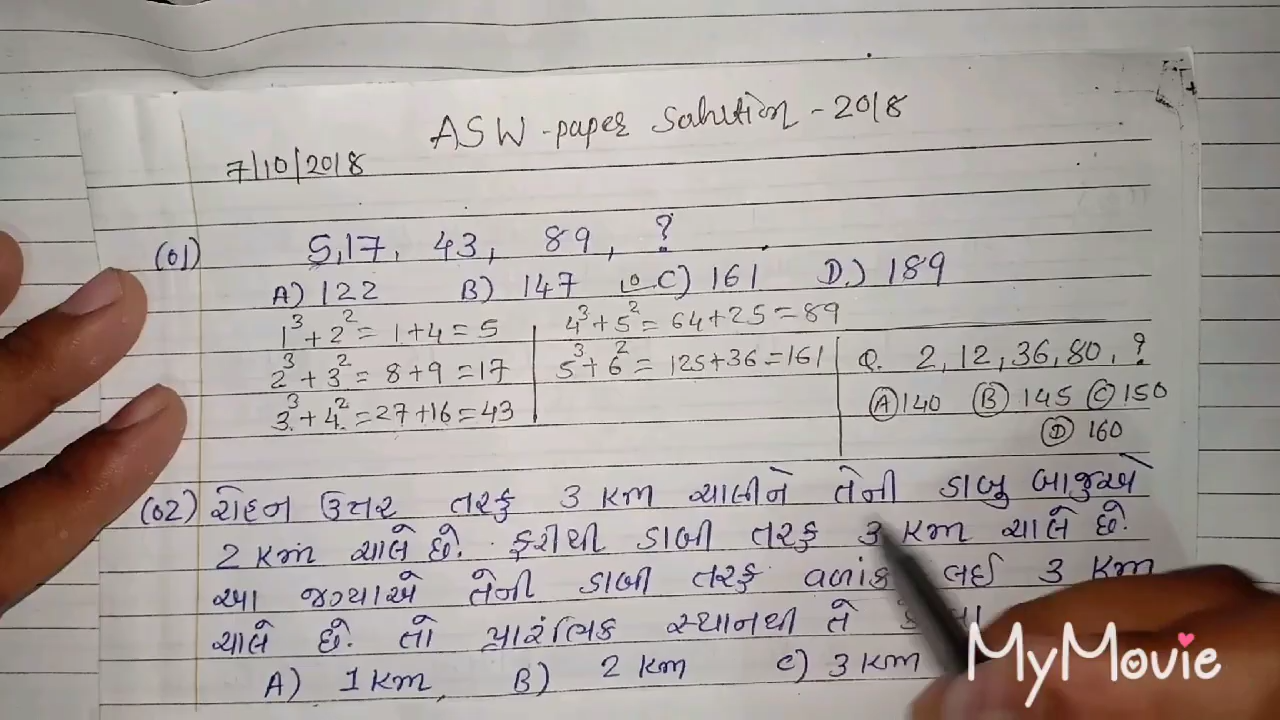 ASW - paper Solution - 2018
7/10/2018
(01) 5,17, 43, 89, ?
A) 122 B) 147 C) 161 D.) 189
1³+2² = 1+4 = 5
2³+3² = 8+9 = 17
3³+4² = 27+16 = 43
4³+5² = 64+25 = 89
5³+6² = 125+36 = 161
Q. 2, 12, 36, 80, ?
(A) 140 (B) 145 (C) 150
(D) 160
(02) રોહન ઉત્તર તરફ 3 km ચાલીને તેની ડાબુ બાજુએ
2 km ચાલે છે. ફરીથી ડાબી તરફ 3 km ચાલે છે.
આ જગ્યાએ તેની ડાબી તરફ વળાંક લઈ 3 km
ચાલે છે. તો પ્રારંભિક સ્થાનથી તે
A) 1 km, B) 2 km C) 3 km
MyMovie